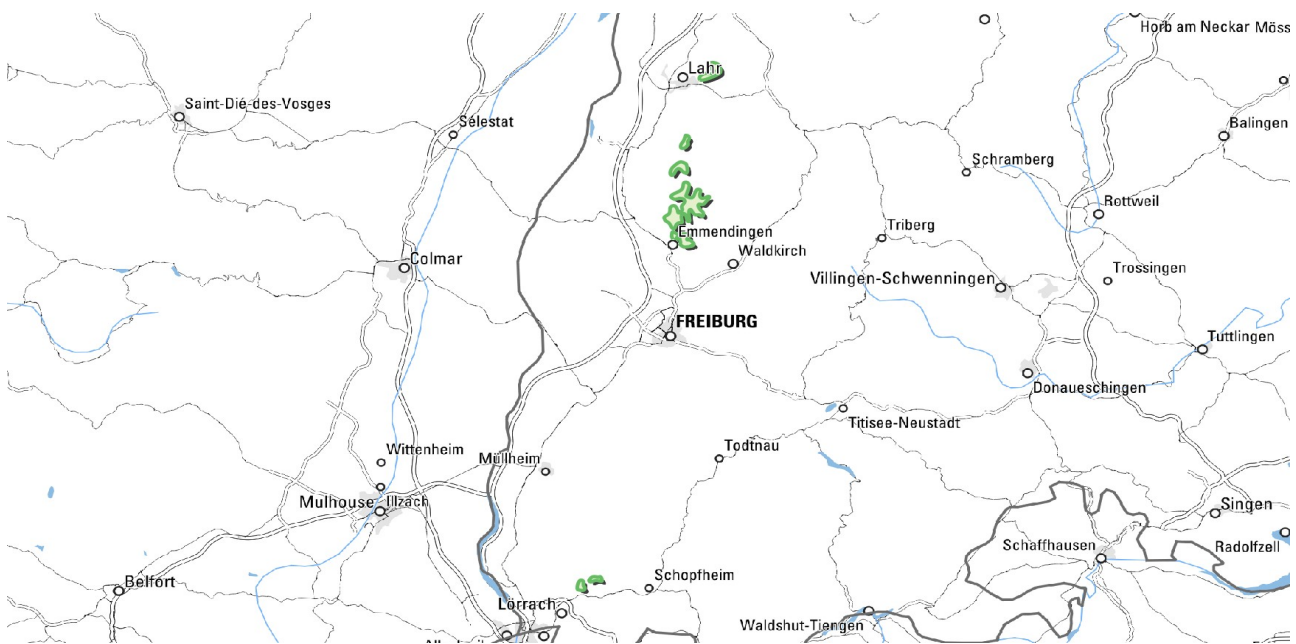 Horb am Neckar Möss
Lahr
Saint-Dié-des-Vosges
Sélestat
Balingen
Schramberg
Rottweil
Triberg
Emmendingen
Waldkirch
Colmar
Trossingen
Villingen-Schwenningen
FREIBURG
Tuttlingen
Donaueschingen
Titisee-Neustadt
Wittenheim
Todtnau
Müllheim
Mulhouse Illzach
Singen
Schaffhausen
Radolfzell
Schopfheim
Belfort
Lörrach
Waldshut-Tiengen